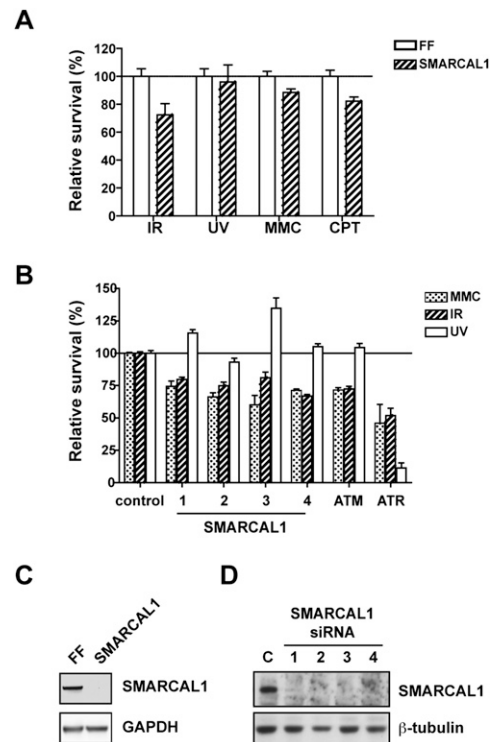 A
FF
SMARCAL1
Relative survival (%)
120
100
80
60
40
20
0
IR UV MMC CPT
B
MMC
IR
UV
Relative survival (%)
150
125
100
75
50
25
0
control 1 2 3 4 ATM ATR
SMARCAL1
C
FF SMARCAL1
SMARCAL1
GAPDH
D
SMARCAL1
siRNA
C 1 2 3 4
SMARCAL1
β-tubulin